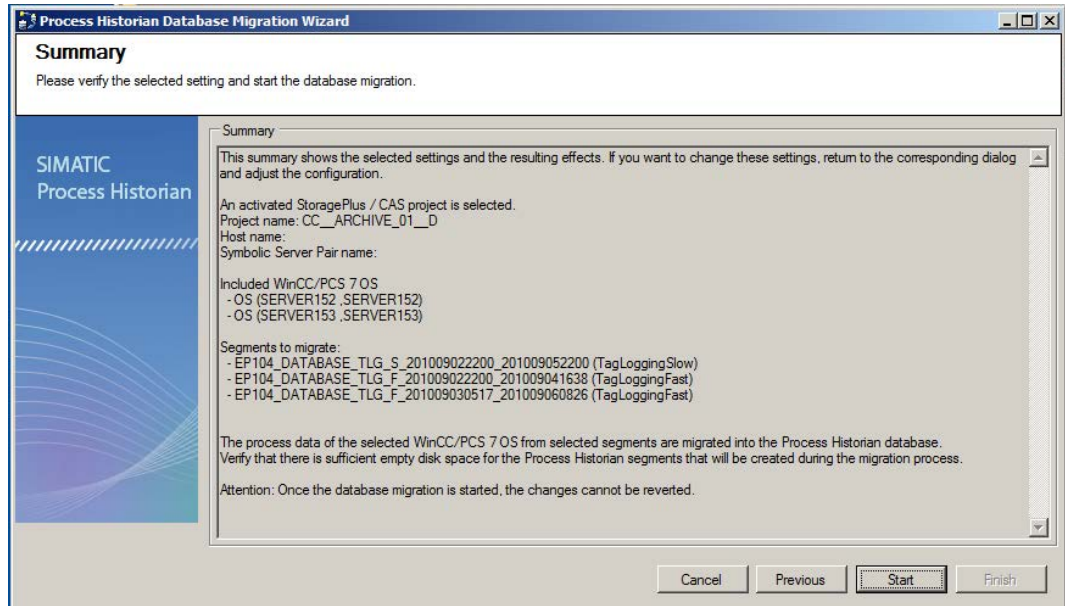 Process Historian Database Migration Wizard
Summary
Please verify the selected setting and start the database migration.
SIMATIC
Process Historian
Summary
This summary shows the selected settings and the resulting effects. If you want to change these settings, return to the corresponding dialog
and adjust the configuration.
An activated StoragePlus / CAS project is selected.
Project name: CC__ARCHIVE_01__D
Host name:
Symbolic Server Pair name:
Included WinCC/PCS 7 OS
- OS (SERVER152 ,SERVER152)
- OS (SERVER153 ,SERVER153)
Segments to migrate:
- EP104_DATABASE_TLG_S_201009022200_201009052200 (TagLoggingSlow)
- EP104_DATABASE_TLG_F_201009022200_201009041638 (TagLoggingFast)
- EP104_DATABASE_TLG_F_201009030517_201009060826 (TagLoggingFast)
The process data of the selected WinCC/PCS 7 OS from selected segments are migrated into the Process Historian database.
Verify that there is sufficient empty disk space for the Process Historian segments that will be created during the migration process.
Attention: Once the database migration is started, the changes cannot be reverted.
Cancel Previous Start Finish